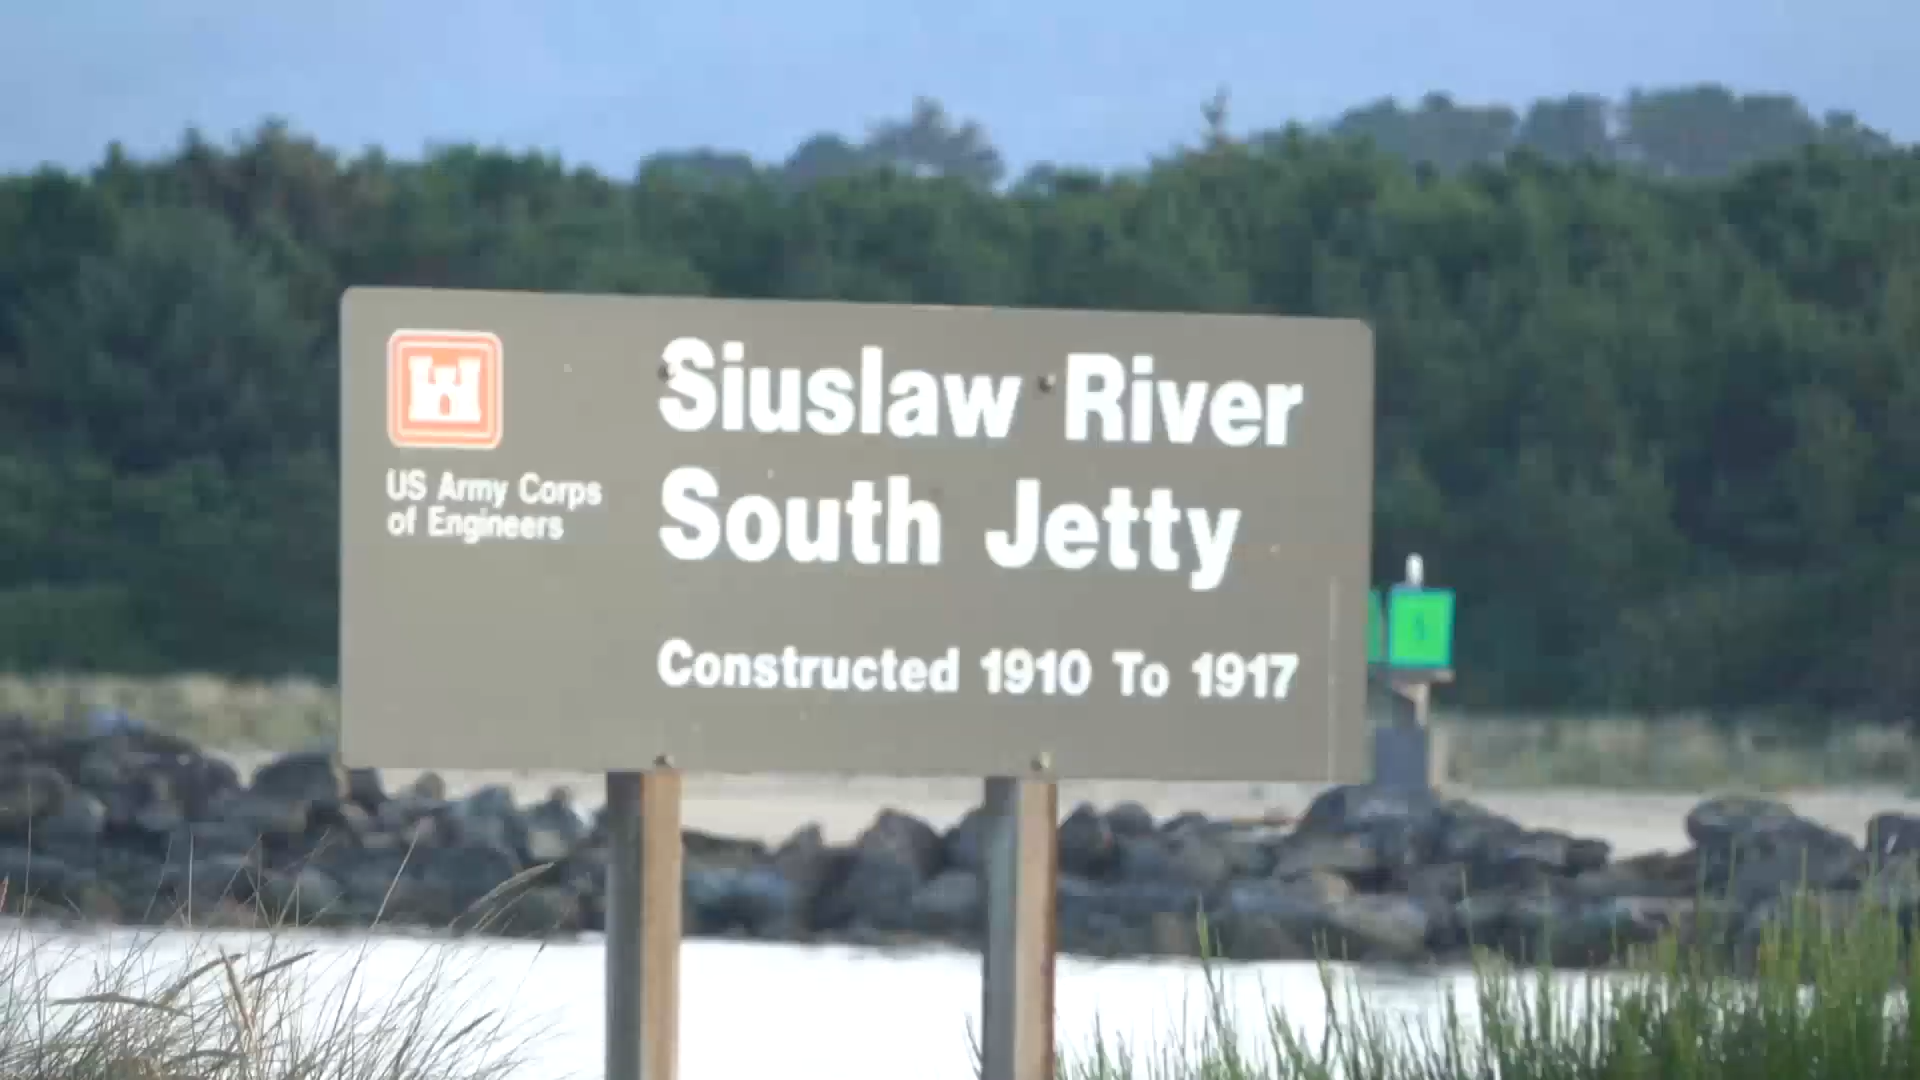 US Army Corps
of Engineers
Siuslaw River
South Jetty
Constructed 1910 To 1917